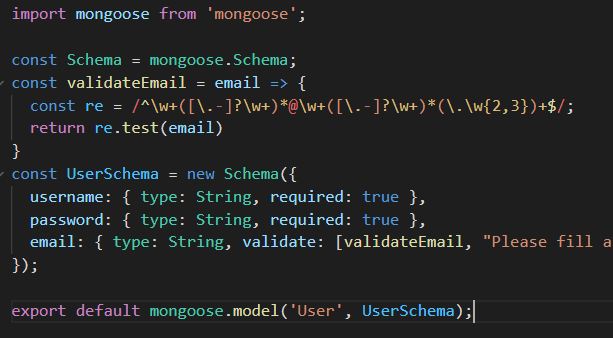 import mongoose from 'mongoose';
const Schema = mongoose.Schema;
const validateEmail = email => {
const re = /^\w+([\.-]?\w+)*@\w+([\.-]?\w+)*(\.\w{2,3})+$/;
return re.test(email)
}
const UserSchema = new Schema({
username: { type: String, required: true },
password: { type: String, required: true },
email: { type: String, validate: [validateEmail, "Please fill a
});
export default mongoose.model('User', UserSchema);